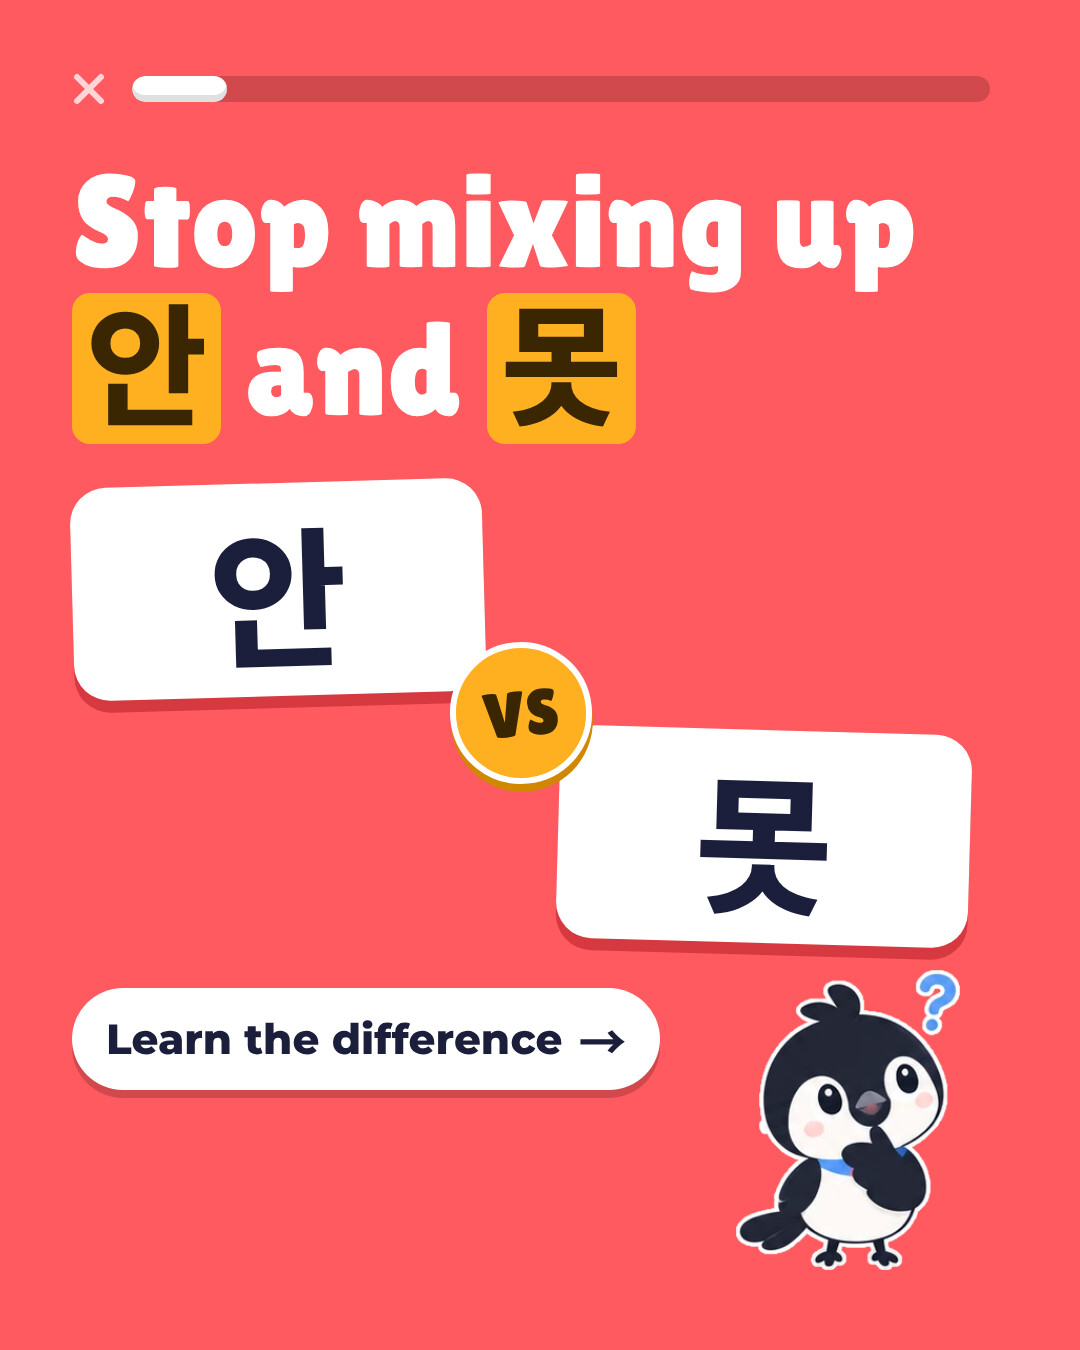 Stop mixing up
안 and 못
안
VS
못
Learn the difference →
?